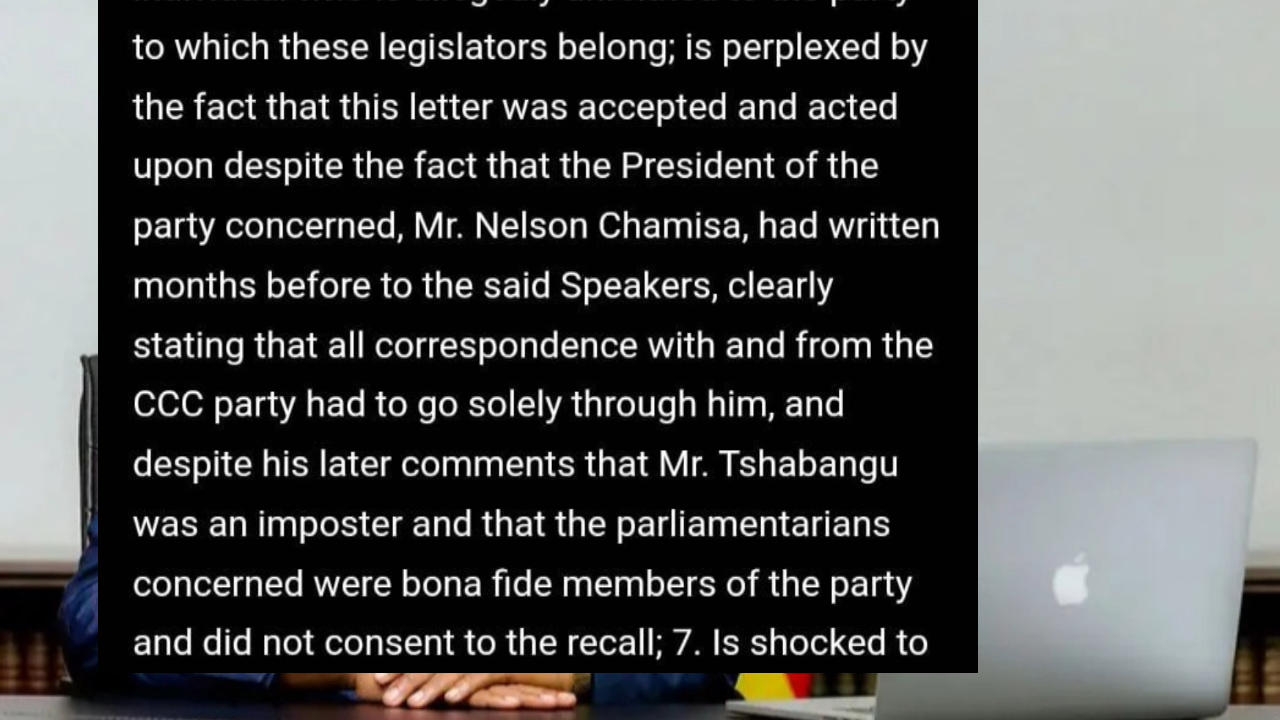 to which these legislators belong; is perplexed by
the fact that this letter was accepted and acted
upon despite the fact that the President of the
party concerned, Mr. Nelson Chamisa, had written
months before to the said Speakers, clearly
stating that all correspondence with and from the
CCC party had to go solely through him, and
despite his later comments that Mr. Tshabangu
was an imposter and that the parliamentarians
concerned were bona fide members of the party
and did not consent to the recall; 7. Is shocked to